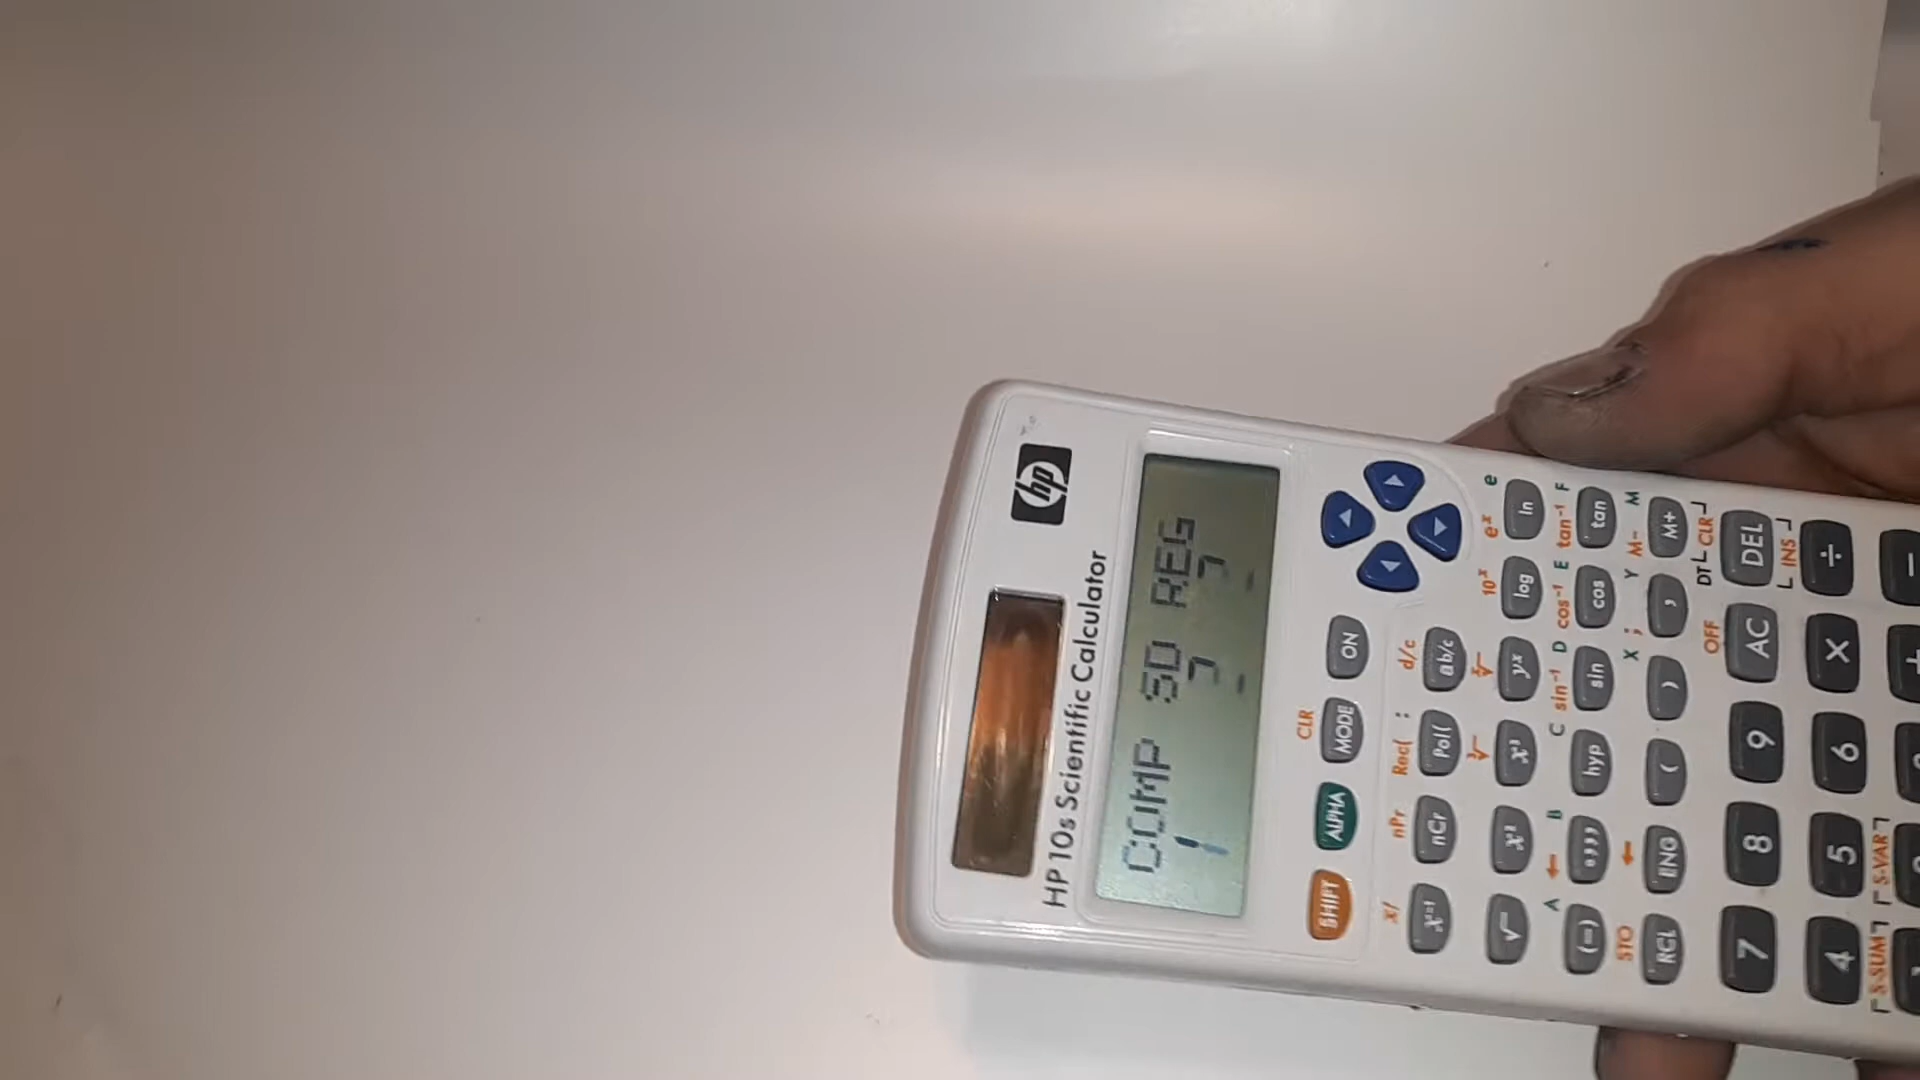 hp
HP 10s Scientific Calculator
COMP SD REG
1
CLR
SHIFT ALPHA MODE ON
x! nPr Rec( : d/c
x⁻¹ nCr Pol( ab/c
10ˣ eˣ e
√ x² x³ yˣ log ln
A B C sin⁻¹ D cos⁻¹ E tan⁻¹ F
(–) °,,, hyp sin cos tan
STO ← X ; Y M- M
RCL ENG ( ) , M+
OFF DT CLR
7 8 9 AC DEL
INS
4 5 6 × ÷
S-SUM S-VAR
+ −